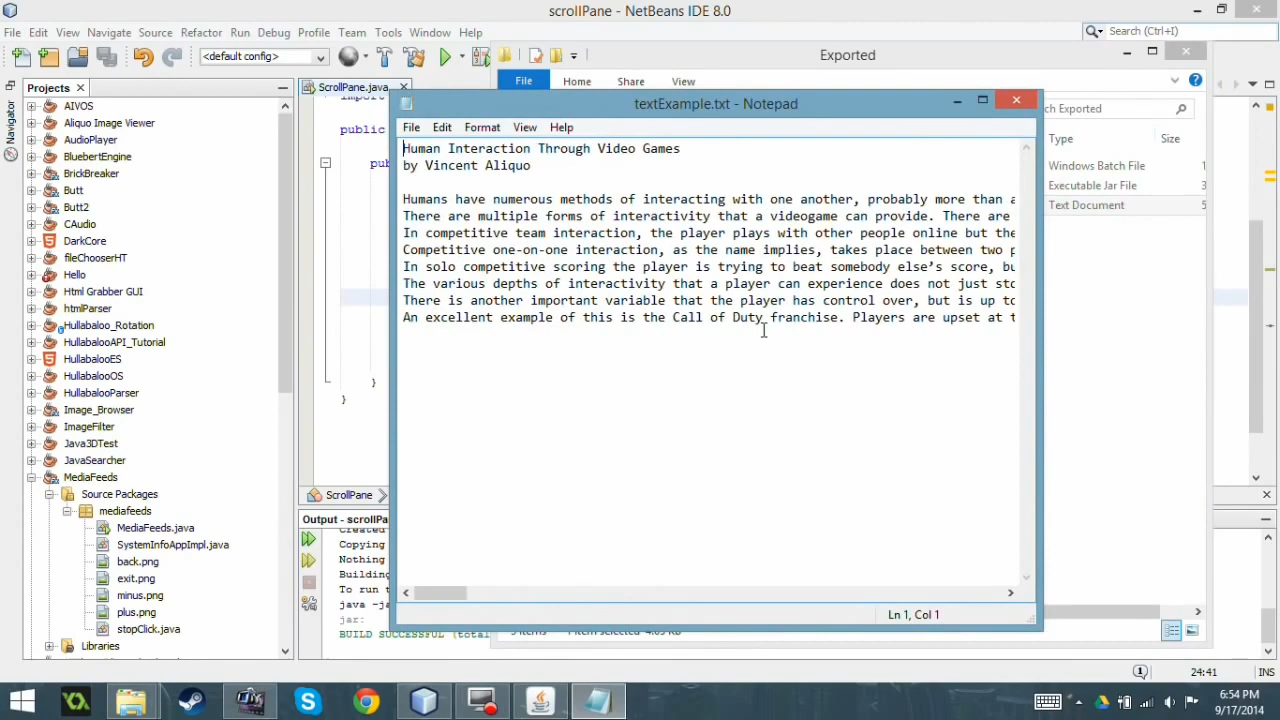 scrollPane - NetBeans IDE 8.0
File Edit View Navigate Source Refactor Run Debug Profile Team Tools Window Help
Search (Ctrl+I)
<default config>
Exported
File Home Share View
Projects
ScrollPane.java
Navigator
textExample.txt - Notepad
File Edit Format View Help
ch Exported
Type Size
Windows Batch File 1
Executable Jar File 3
Text Document 5
AIVOS
Aliquo Image Viewer
AudioPlayer
BluebertEngine
BrickBreaker
Butt
Butt2
CAudio
DarkCore
fileChooserHT
Hello
Html Grabber GUI
htmlParser
Hullabaloo_Rotation
HullabalooAPI_Tutorial
HullabalooES
HullabalooOS
HullabalooParser
Image_Browser
ImageFilter
Java3DTest
JavaSearcher
MediaFeeds
Source Packages
mediafeeds
MediaFeeds.java
SystemInfoAppImpl.java
back.png
exit.png
minus.png
plus.png
stopClick.java
Libraries
public
pub
}
}
Human Interaction Through Video Games
by Vincent Aliquo
Humans have numerous methods of interacting with one another, probably more than a
There are multiple forms of interactivity that a videogame can provide. There are
In competitive team interaction, the player plays with other people online but the
Competitive one-on-one interaction, as the name implies, takes place between two p
In solo competitive scoring the player is trying to beat somebody else’s score, bu
The various depths of interactivity that a player can experience does not just sto
There is another important variable that the player has control over, but is up to
An excellent example of this is the Call of Duty franchise. Players are upset at t
Ln 1, Col 1
ScrollPane
Output - scrollPa
Created
Copying
Nothing
Building
To run t
java -ja
jar:
BUILD SUCCESSFUL (total
24:41 INS
6:54 PM
9/17/2014